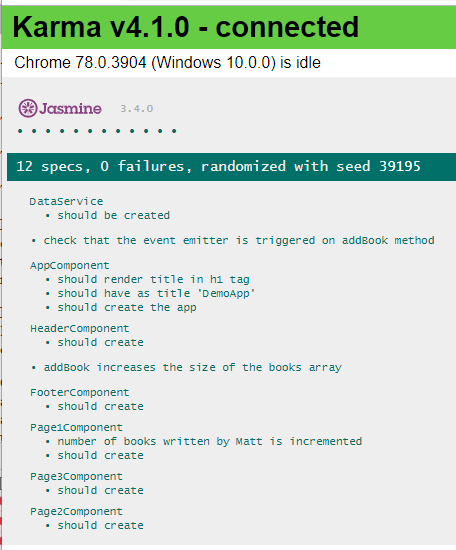 Karma v4.1.0 - connected
Chrome 78.0.3904 (Windows 10.0.0) is idle
Jasmine 3.4.0
• • • • • • • • • • • •
12 specs, 0 failures, randomized with seed 39195
DataService
• should be created
• check that the event emitter is triggered on addBook method
AppComponent
• should render title in h1 tag
• should have as title 'DemoApp'
• should create the app
HeaderComponent
• should create
• addBook increases the size of the books array
FooterComponent
• should create
Page1Component
• number of books written by Matt is incremented
• should create
Page3Component
• should create
Page2Component
• should create